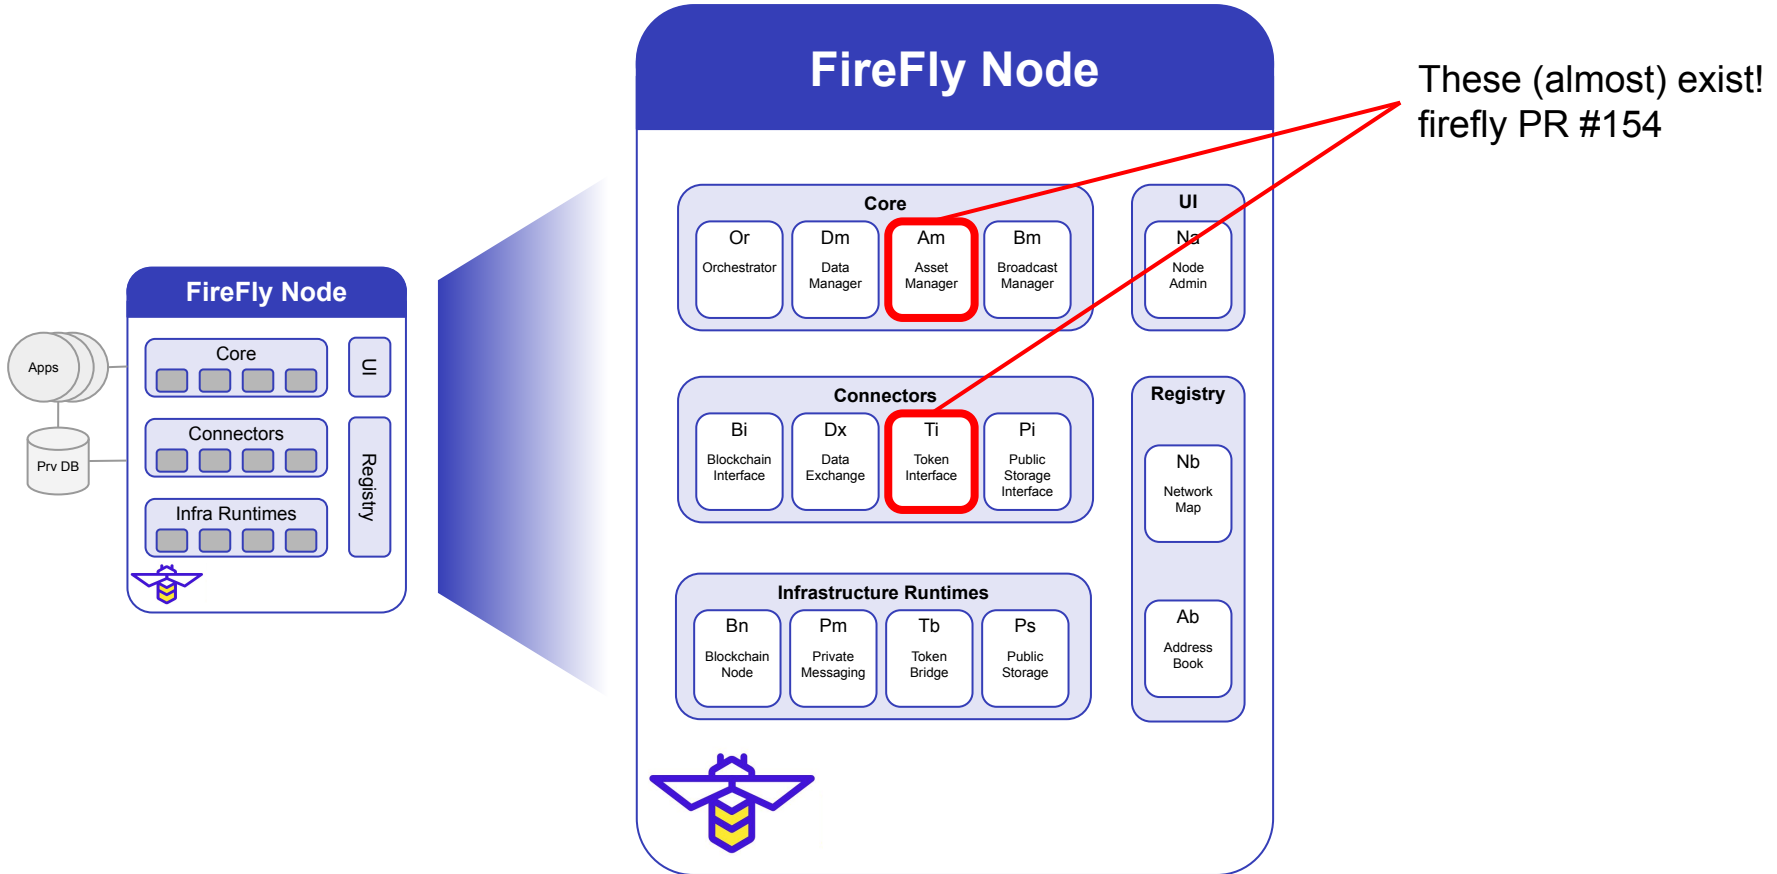 FireFly Node
Apps
Prv DB
Core
UI
Connectors
Registry
Infra Runtimes
FireFly Node
Core
Or
Orchestrator
Dm
Data
Manager
Am
Asset
Manager
Bm
Broadcast
Manager
UI
Na
Node
Admin
Connectors
Bi
Blockchain
Interface
Dx
Data
Exchange
Ti
Token
Interface
Pi
Public
Storage
Interface
Registry
Nb
Network
Map
Ab
Address
Book
Infrastructure Runtimes
Bn
Blockchain
Node
Pm
Private
Messaging
Tb
Token
Bridge
Ps
Public
Storage
These (almost) exist!
firefly PR #154